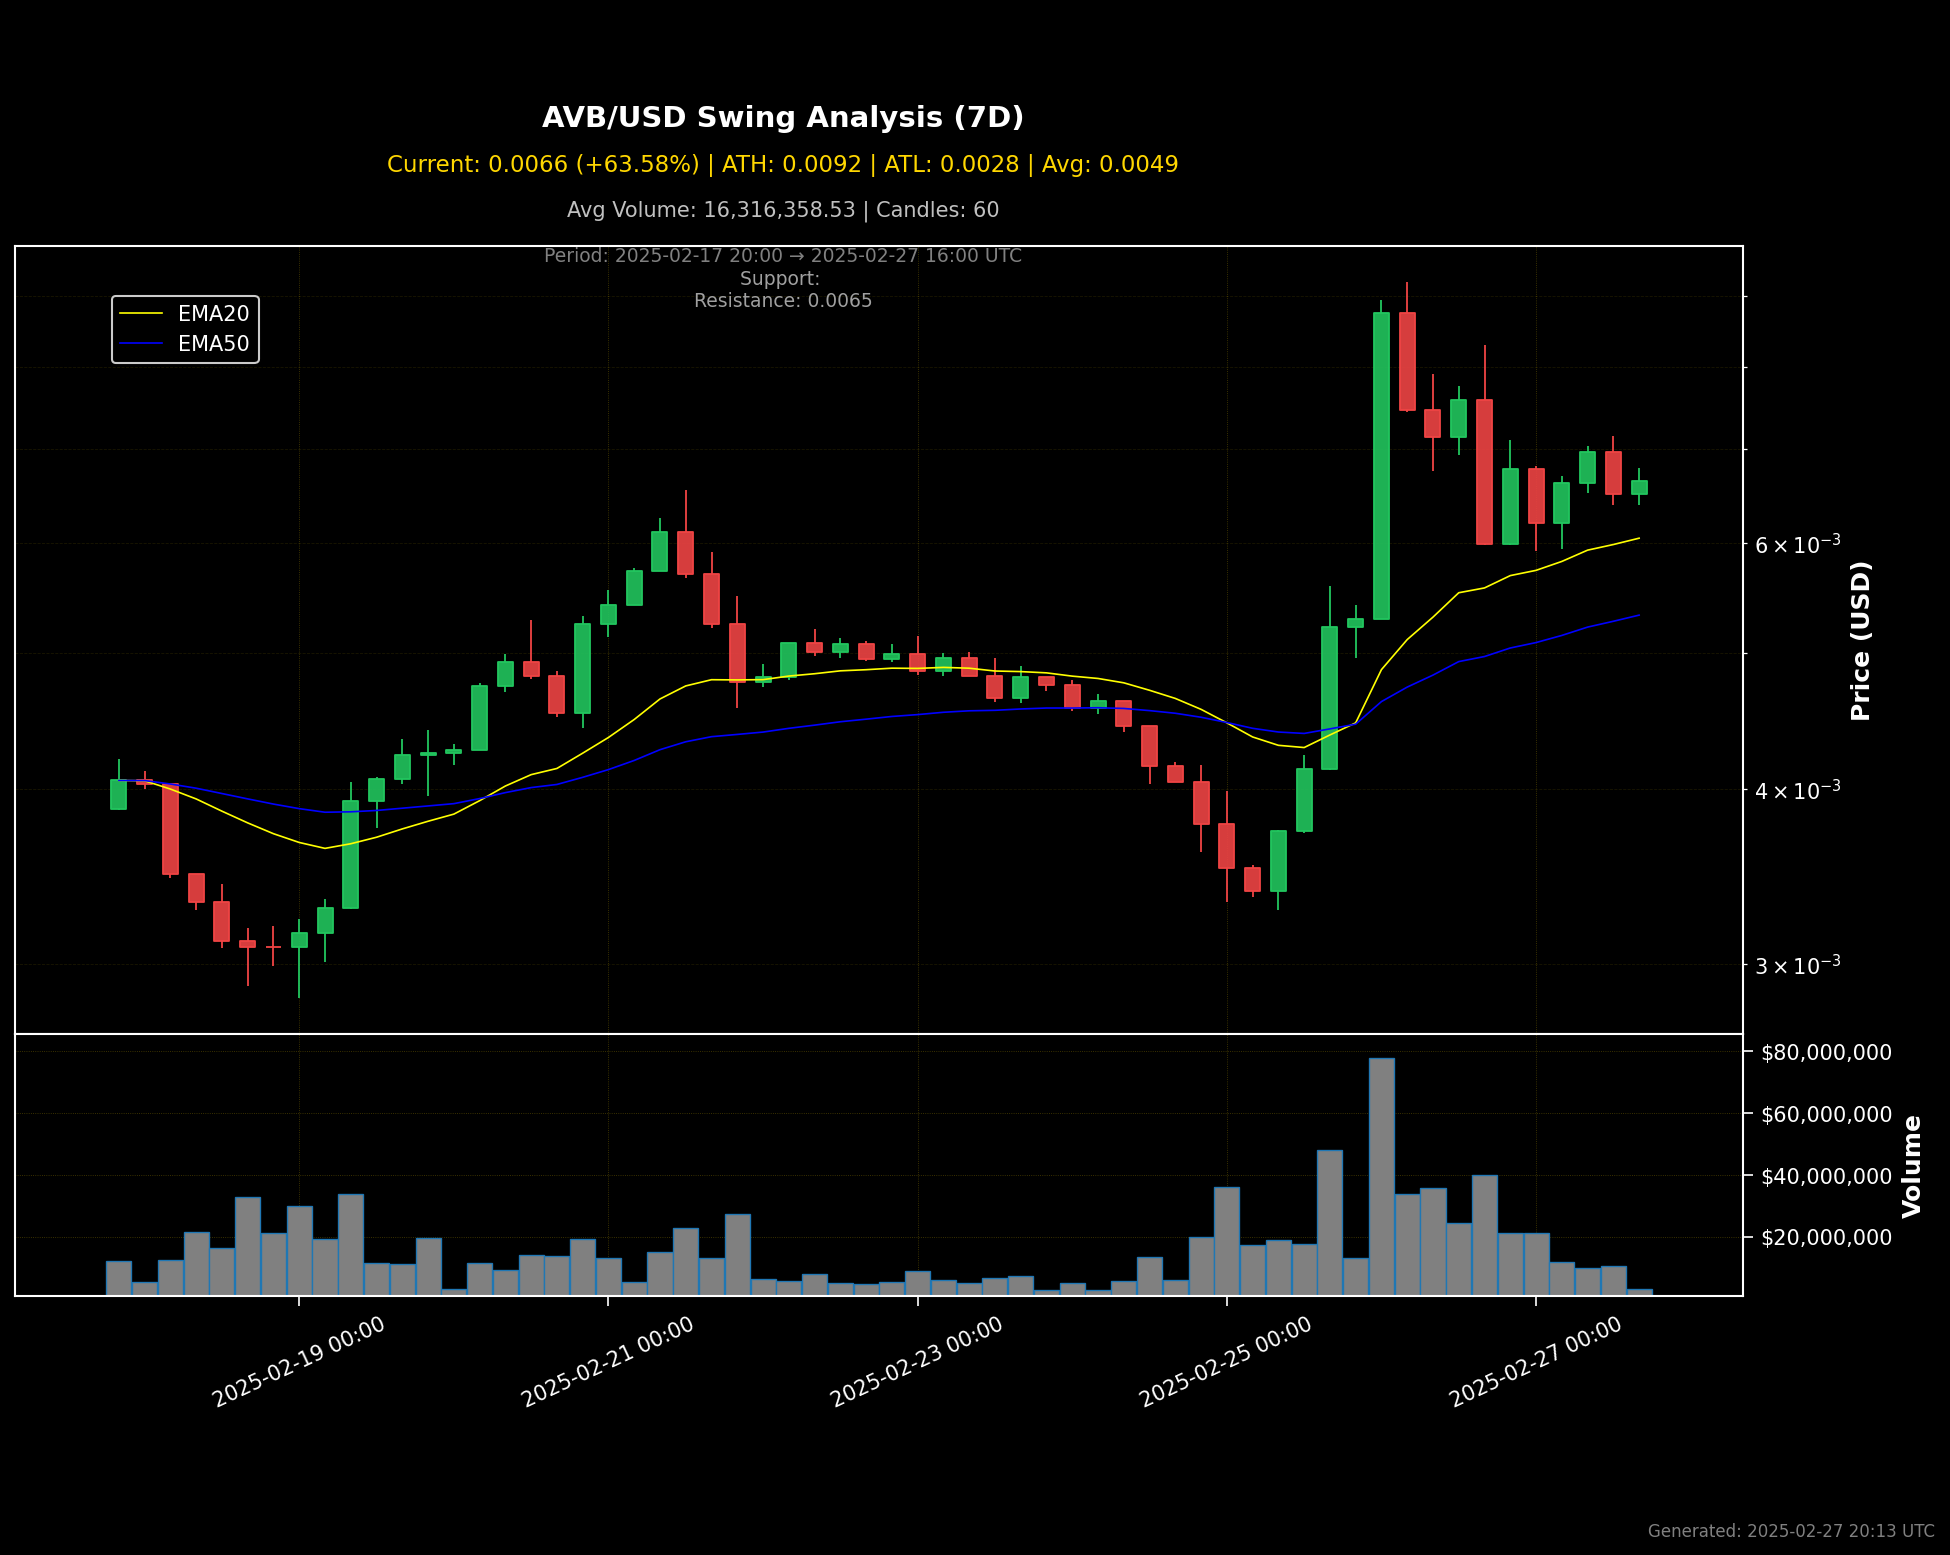 AVB/USD Swing Analysis (7D)
Current: 0.0066 (+63.58%) | ATH: 0.0092 | ATL: 0.0028 | Avg: 0.0049
Avg Volume: 16,316,358.53 | Candles: 60
Period: 2025-02-17 20:00 → 2025-02-27 16:00 UTC
Support:
Resistance: 0.0065
EMA20
EMA50
6 × 10⁻³
4 × 10⁻³
3 × 10⁻³
Price (USD)
$80,000,000
$60,000,000
$40,000,000
$20,000,000
Volume
2025-02-19 00:00
2025-02-21 00:00
2025-02-23 00:00
2025-02-25 00:00
2025-02-27 00:00
Generated: 2025-02-27 20:13 UTC